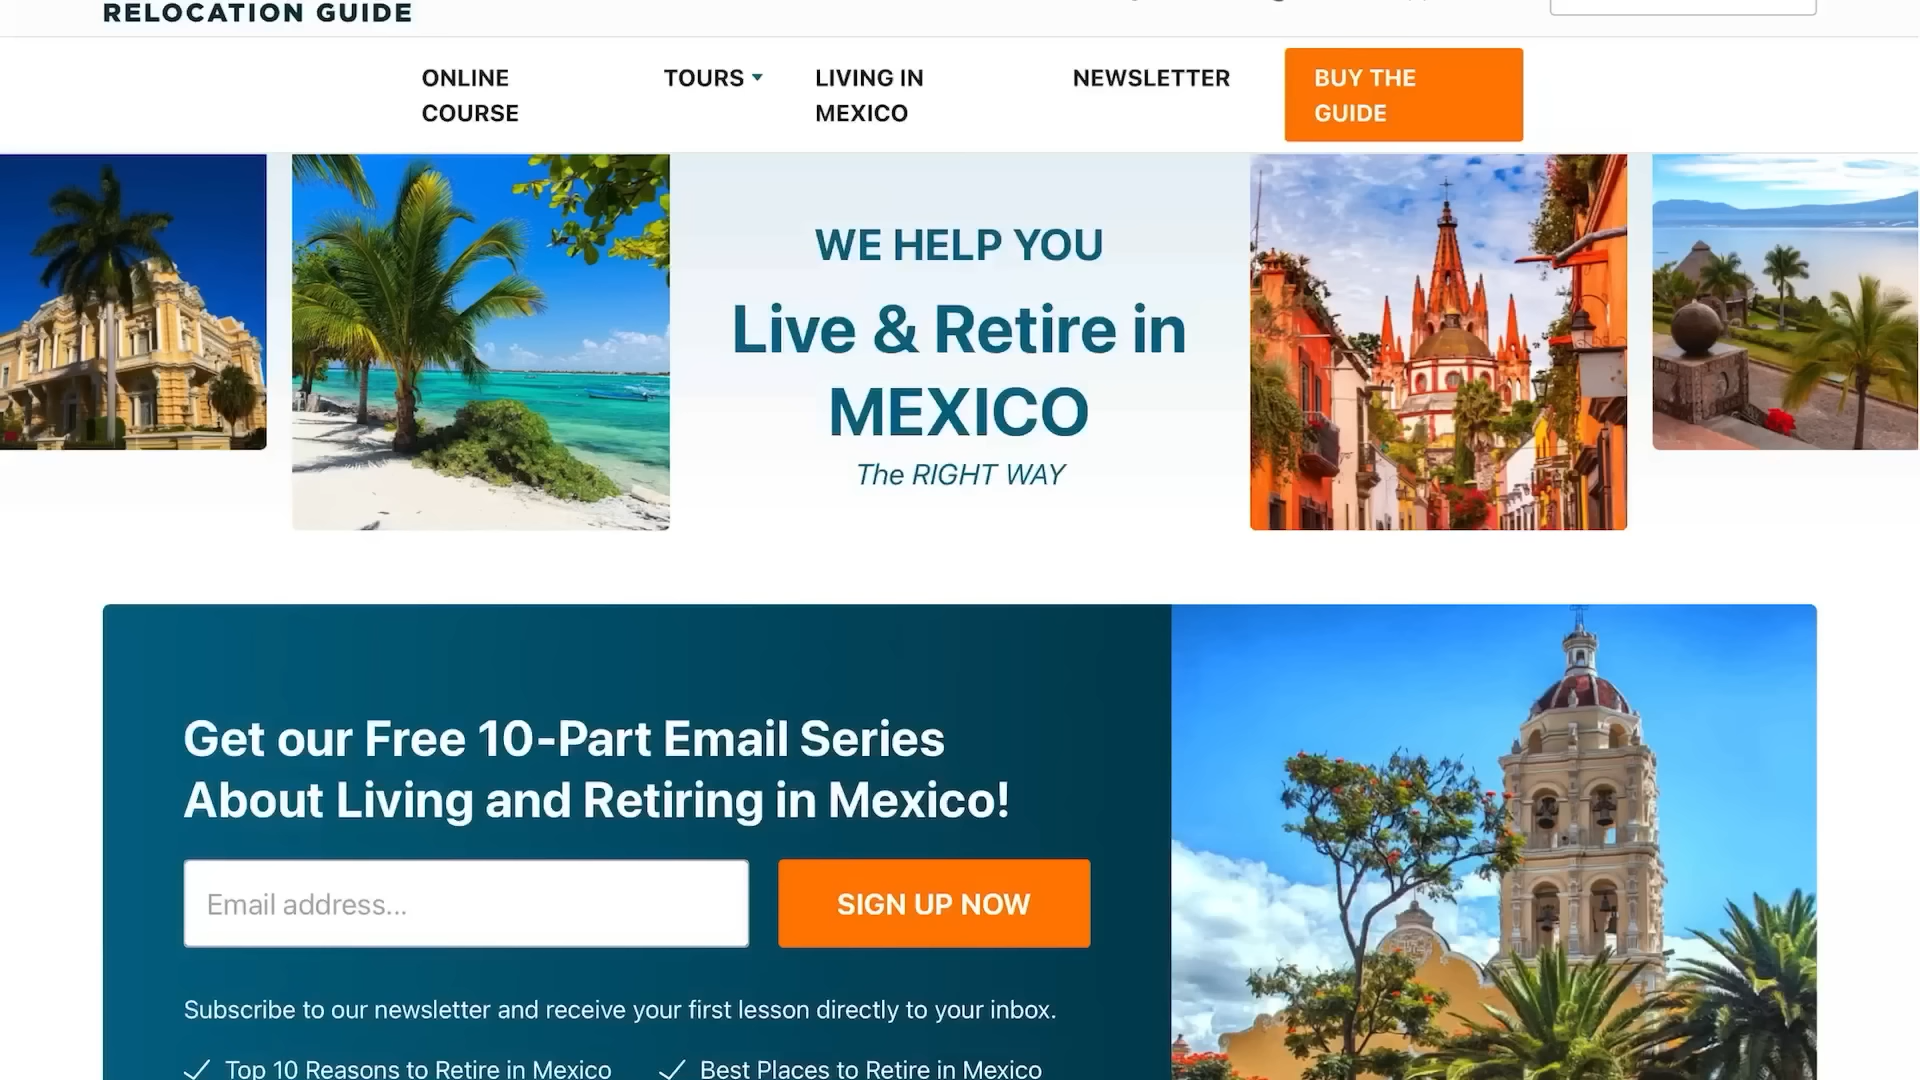 RELOCATION GUIDE
ONLINE
COURSE
TOURS
LIVING IN
MEXICO
NEWSLETTER
BUY THE
GUIDE
WE HELP YOU
Live & Retire in
MEXICO
The RIGHT WAY
Get our Free 10-Part Email Series
About Living and Retiring in Mexico!
Email address...
SIGN UP NOW
Subscribe to our newsletter and receive your first lesson directly to your inbox.
Top 10 Reasons to Retire in Mexico
Best Places to Retire in Mexico